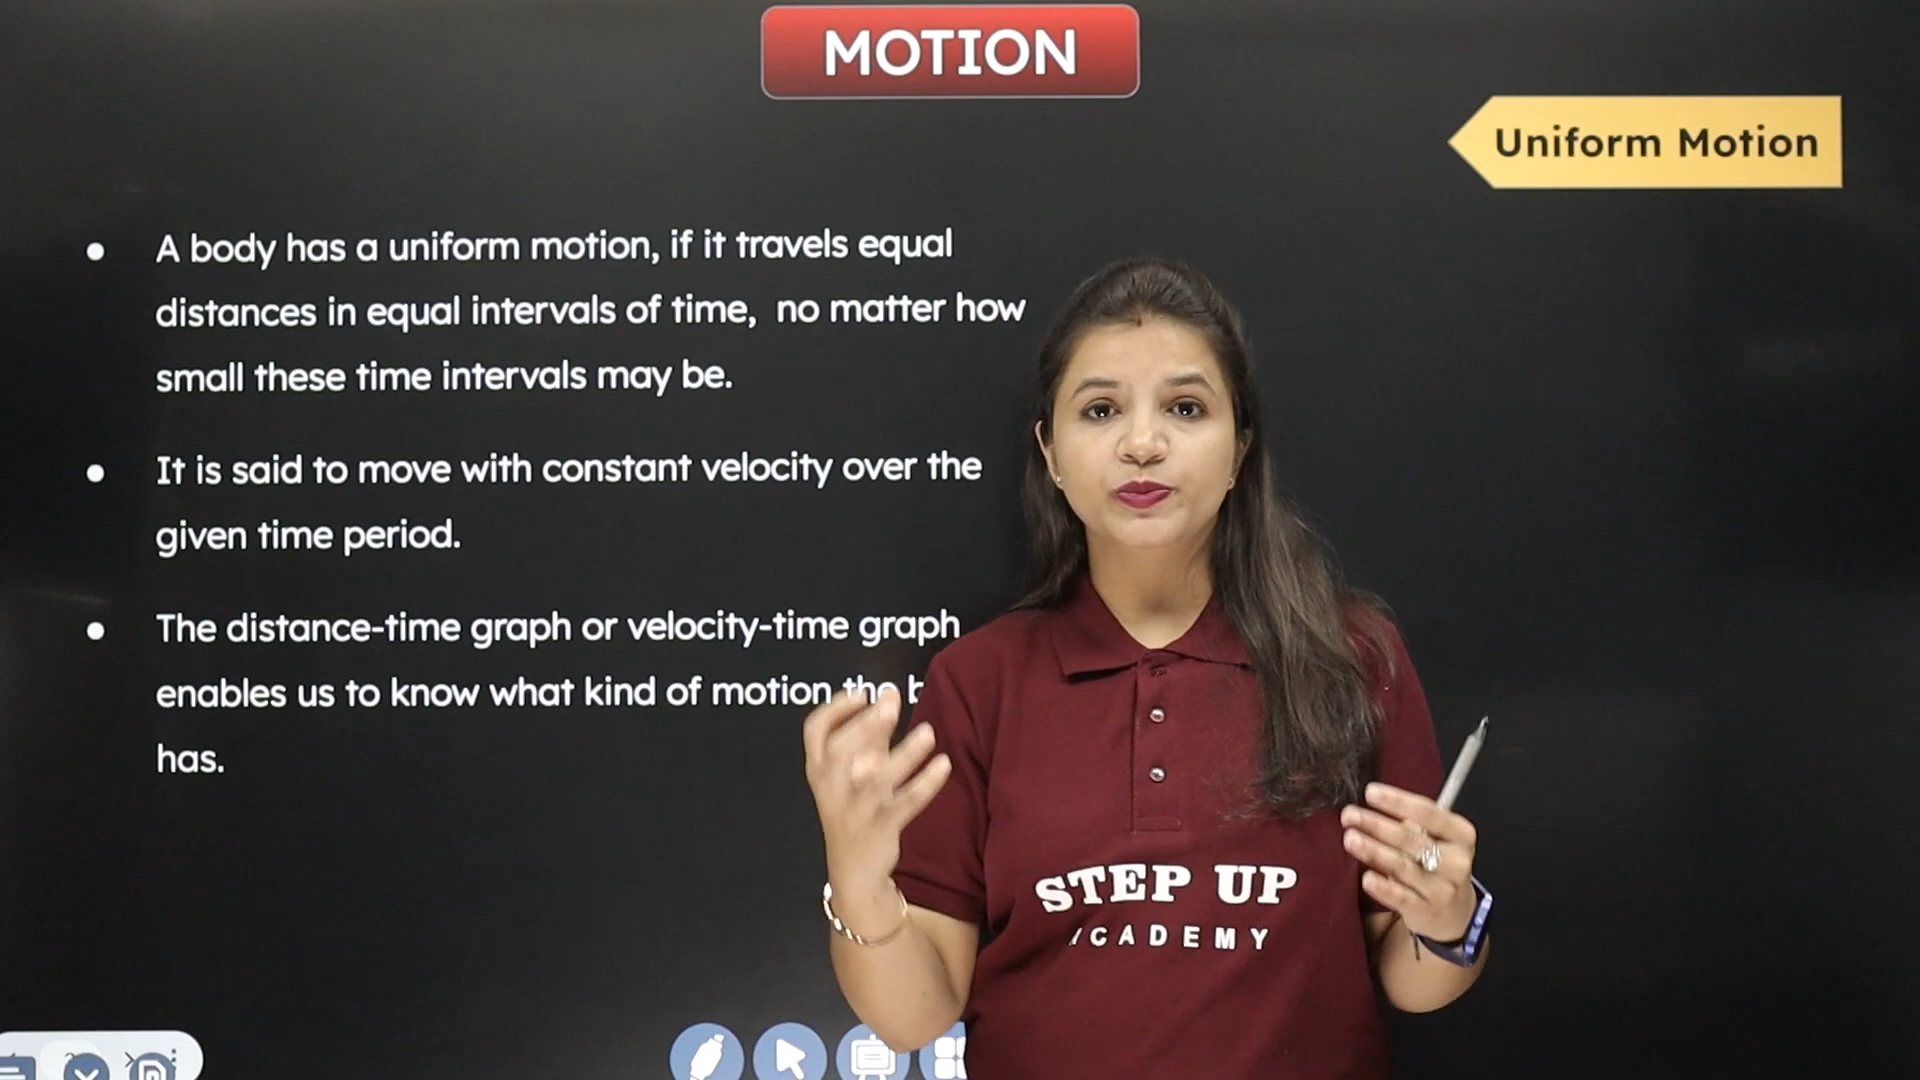 MOTION
Uniform Motion
A body has a uniform motion, if it travels equal
distances in equal intervals of time, no matter how
small these time intervals may be.
It is said to move with constant velocity over the
given time period.
The distance-time graph or velocity-time graph
enables us to know what kind of motion the
has.
STEP UP
ACADEMY